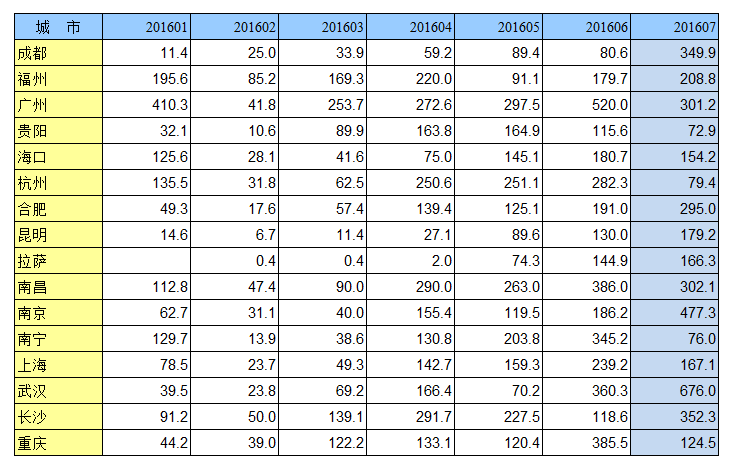 城 市 201601 201602 201603 201604 201605 201606 201607
成都 11.4 25.0 33.9 59.2 89.4 80.6 349.9
福州 195.6 85.2 169.3 220.0 91.1 179.7 208.8
广州 410.3 41.8 253.7 272.6 297.5 520.0 301.2
贵阳 32.1 10.6 89.9 163.8 164.9 115.6 72.9
海口 125.6 28.1 41.6 75.0 145.1 180.7 154.2
杭州 135.5 31.8 62.5 250.6 251.1 282.3 79.4
合肥 49.3 17.6 57.4 139.4 125.1 191.0 295.0
昆明 14.6 6.7 11.4 27.1 89.6 130.0 179.2
拉萨 0.4 0.4 2.0 74.3 144.9 166.3
南昌 112.8 47.4 90.0 290.0 263.0 386.0 302.1
南京 62.7 31.1 40.0 155.4 119.5 186.2 477.3
南宁 129.7 13.9 38.6 130.8 203.8 345.2 76.0
上海 78.5 23.7 49.3 142.7 159.3 239.2 167.1
武汉 39.5 23.8 69.2 166.4 70.2 360.3 676.0
长沙 91.2 50.0 139.1 291.7 227.5 118.6 352.3
重庆 44.2 39.0 122.2 133.1 120.4 385.5 124.5